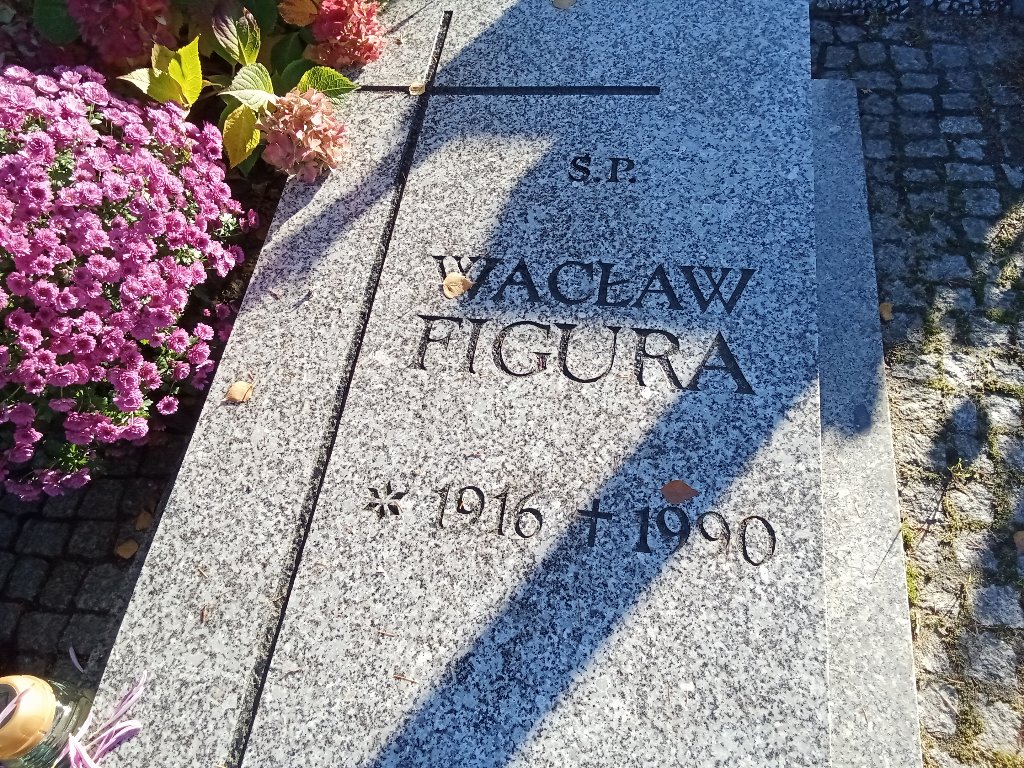 Ś.P.
WACŁAW
FIGURA
* 1916 † 1990